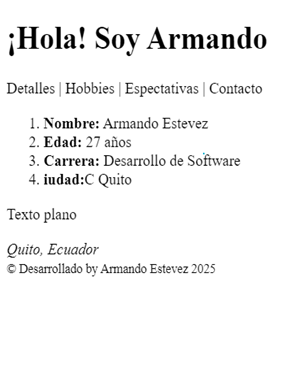 ¡Hola! Soy Armando
Detalles | Hobbies | Espectativas | Contacto
1. Nombre: Armando Estevez
2. Edad: 27 años
3. Carrera: Desarrollo de Software
4. iudad:C Quito
Texto plano
Quito, Ecuador
© Desarrollado by Armando Estevez 2025